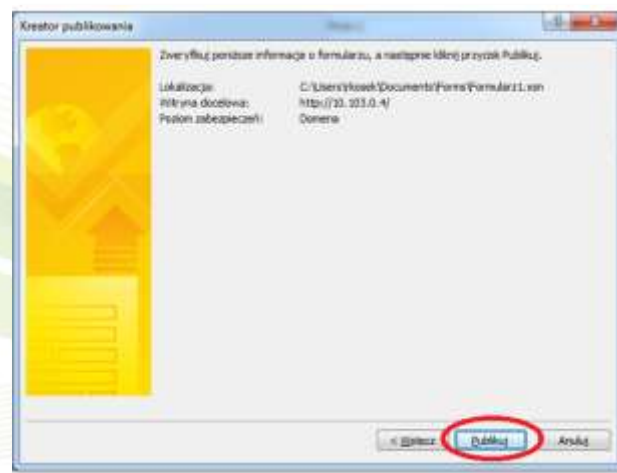 Kreator publikowania
Zweryfikuj poniższe informacje o formularzu, a następnie kliknij przycisk Publikuj.
Lokalizacja: C:\Users\kosek\Documents\Forms\Formularz1.xsn
Witryna docelowa: http://10.103.0.4/
Poziom zabezpieczeń: Domena
< Wstecz Publikuj Anuluj